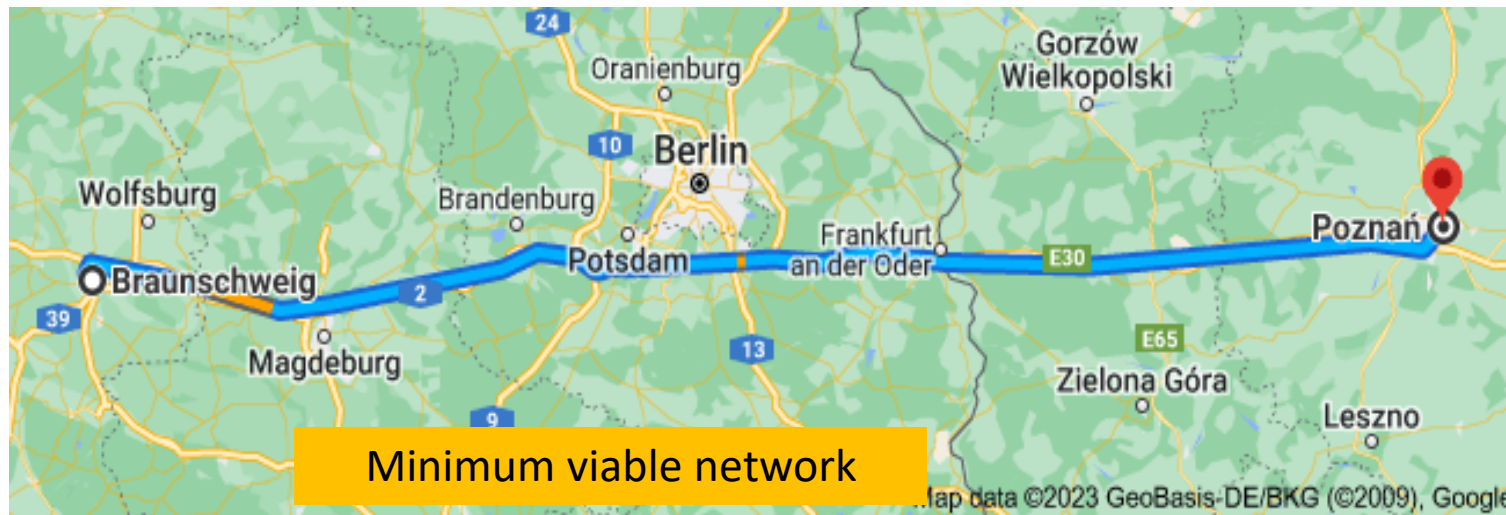 24
Gorzów
Wielkopolski
Oranienburg
10
Berlin
Wolfsburg
Brandenburg
Poznań
Frankfurt
an der Oder
Potsdam
E30
Braunschweig
2
39
Magdeburg
13
E65
Zielona Góra
9
Leszno
Minimum viable network
Map data ©2023 GeoBasis-DE/BKG (©2009), Google